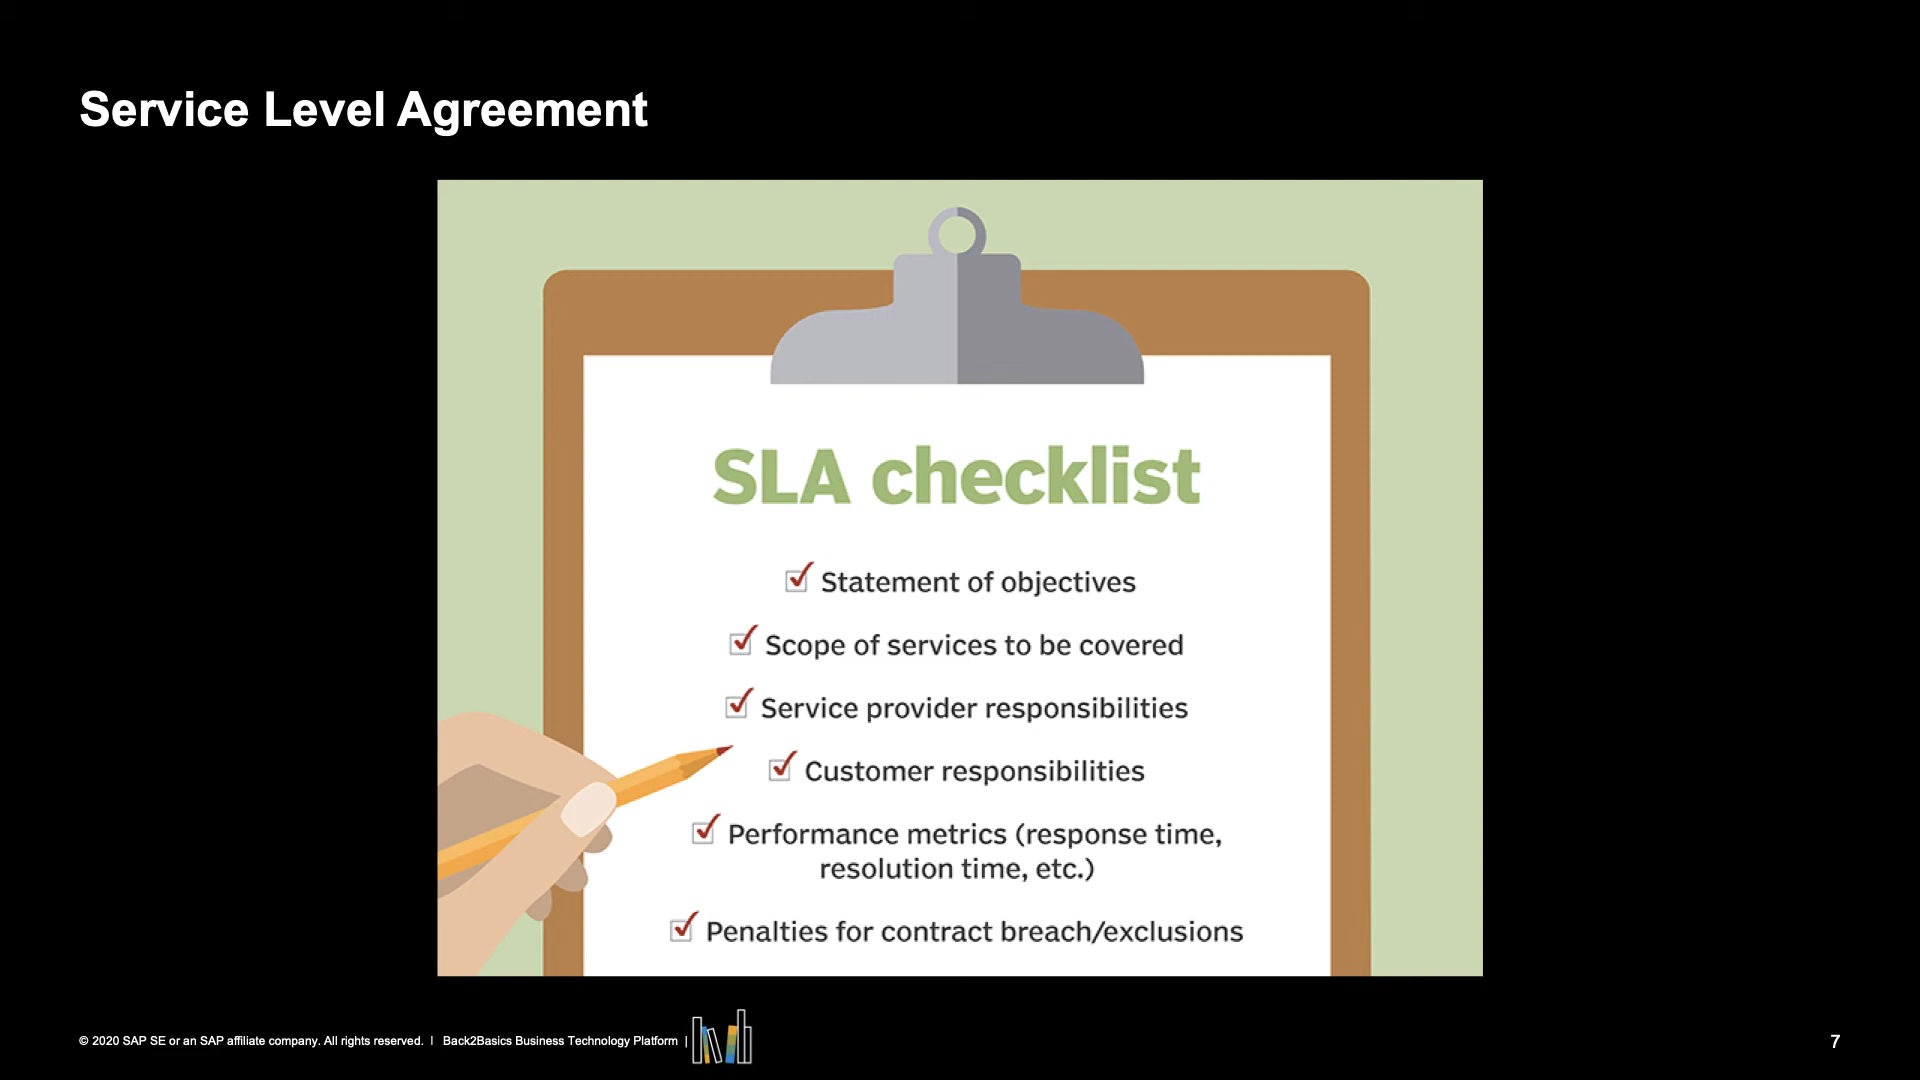 Service Level Agreement
SLA checklist
Statement of objectives
Scope of services to be covered
Service provider responsibilities
Customer responsibilities
Performance metrics (response time,
resolution time, etc.)
Penalties for contract breach/exclusions
© 2020 SAP SE or an SAP affiliate company. All rights reserved. | Back2Basics Business Technology Platform |
7